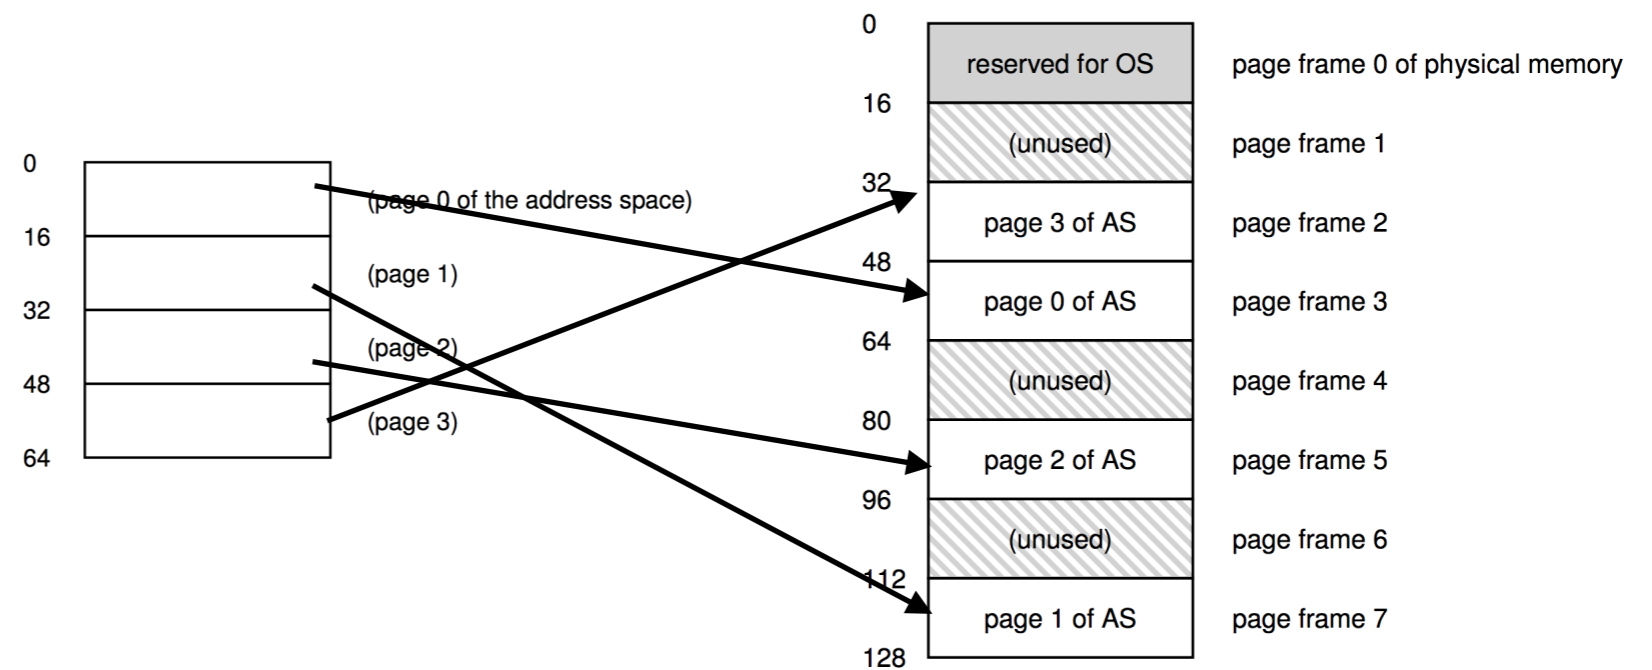 0
16
32
48
64
(page 0 of the address space)
(page 1)
(page 2)
(page 3)
0
16
32
48
64
80
96
112
128
reserved for OS
(unused)
page 3 of AS
page 0 of AS
(unused)
page 2 of AS
(unused)
page 1 of AS
page frame 0 of physical memory
page frame 1
page frame 2
page frame 3
page frame 4
page frame 5
page frame 6
page frame 7